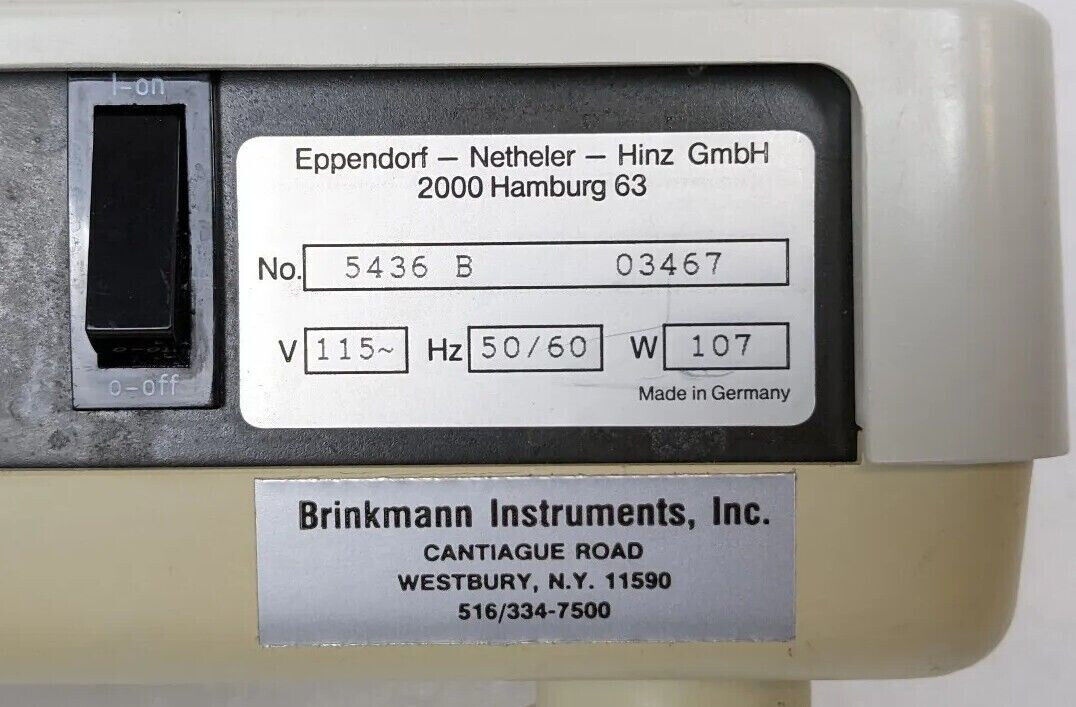 I-on
0-off
Eppendorf – Netheler – Hinz GmbH
2000 Hamburg 63
No. 5436 B 03467
V 115~ Hz 50/60 W 107
Made in Germany
Brinkmann Instruments, Inc.
CANTIAGUE ROAD
WESTBURY, N.Y. 11590
516/334-7500